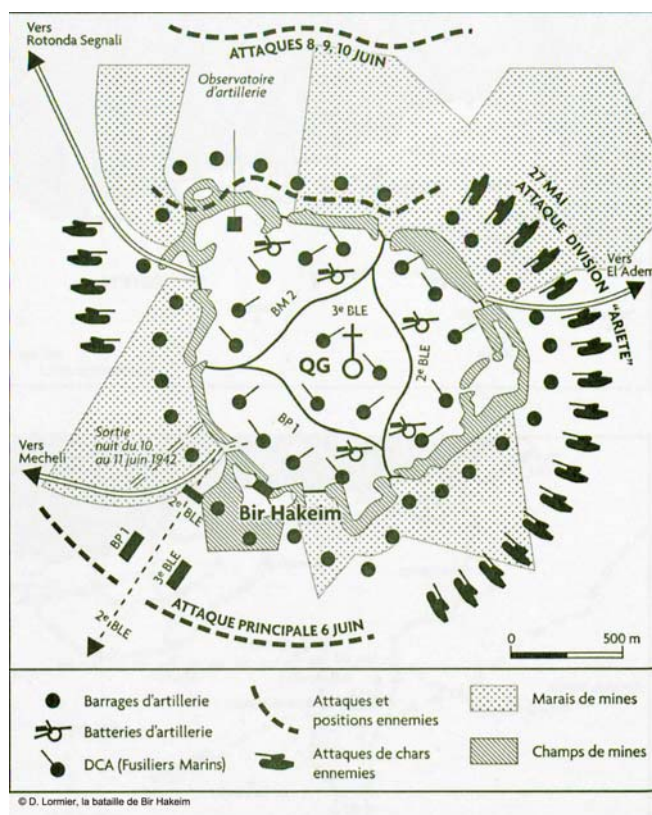 Vers
Rotonda Segnali
ATTAQUES 8, 9, 10 JUIN
Observatoire
d'artillerie
27 MAI
ATTAQUE DIVISION
"ARIETE"
Vers
El Adem
BM 2
3e BLE
QG
2e BLE
BP 1
Sortie
nuit du 10
au 11 juin 1942
Vers
Mecheli
2e BLE
Bir Hakeim
BP 1
3e BLE
2e BLE
ATTAQUE PRINCIPALE 6 JUIN
0 500 m
Barrages d'artillerie
Batteries d'artillerie
DCA (Fusiliers Marins)
Attaques et
positions ennemies
Attaques de chars
ennemies
Marais de mines
Champs de mines
© D. Lormier, la bataille de Bir Hakeim